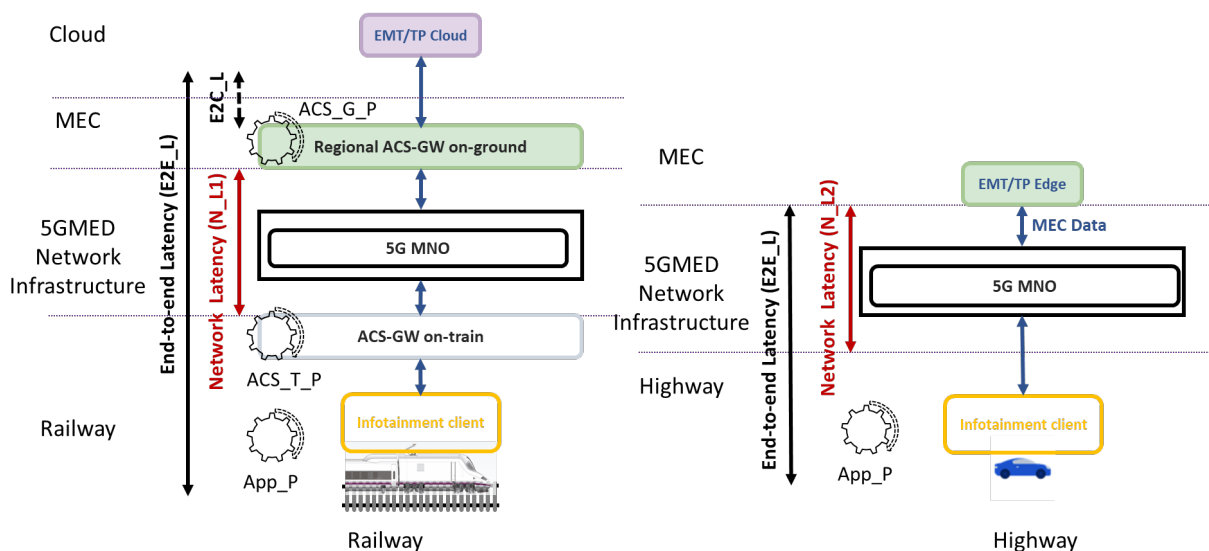 Cloud
EMT/TP Cloud
E2C_L
ACS_G_P
MEC
Regional ACS-GW on-ground
End-to-end Latency (E2E_L)
Network Latency (N_L1)
5GMED
Network
Infrastructure
5G MNO
ACS-GW on-train
ACS_T_P
Railway
Infotainment client
App_P
Railway
MEC
EMT/TP Edge
MEC Data
End-to-end Latency (E2E_L)
Network Latency (N_L2)
5GMED
Network
Infrastructure
5G MNO
Highway
Infotainment client
App_P
Highway